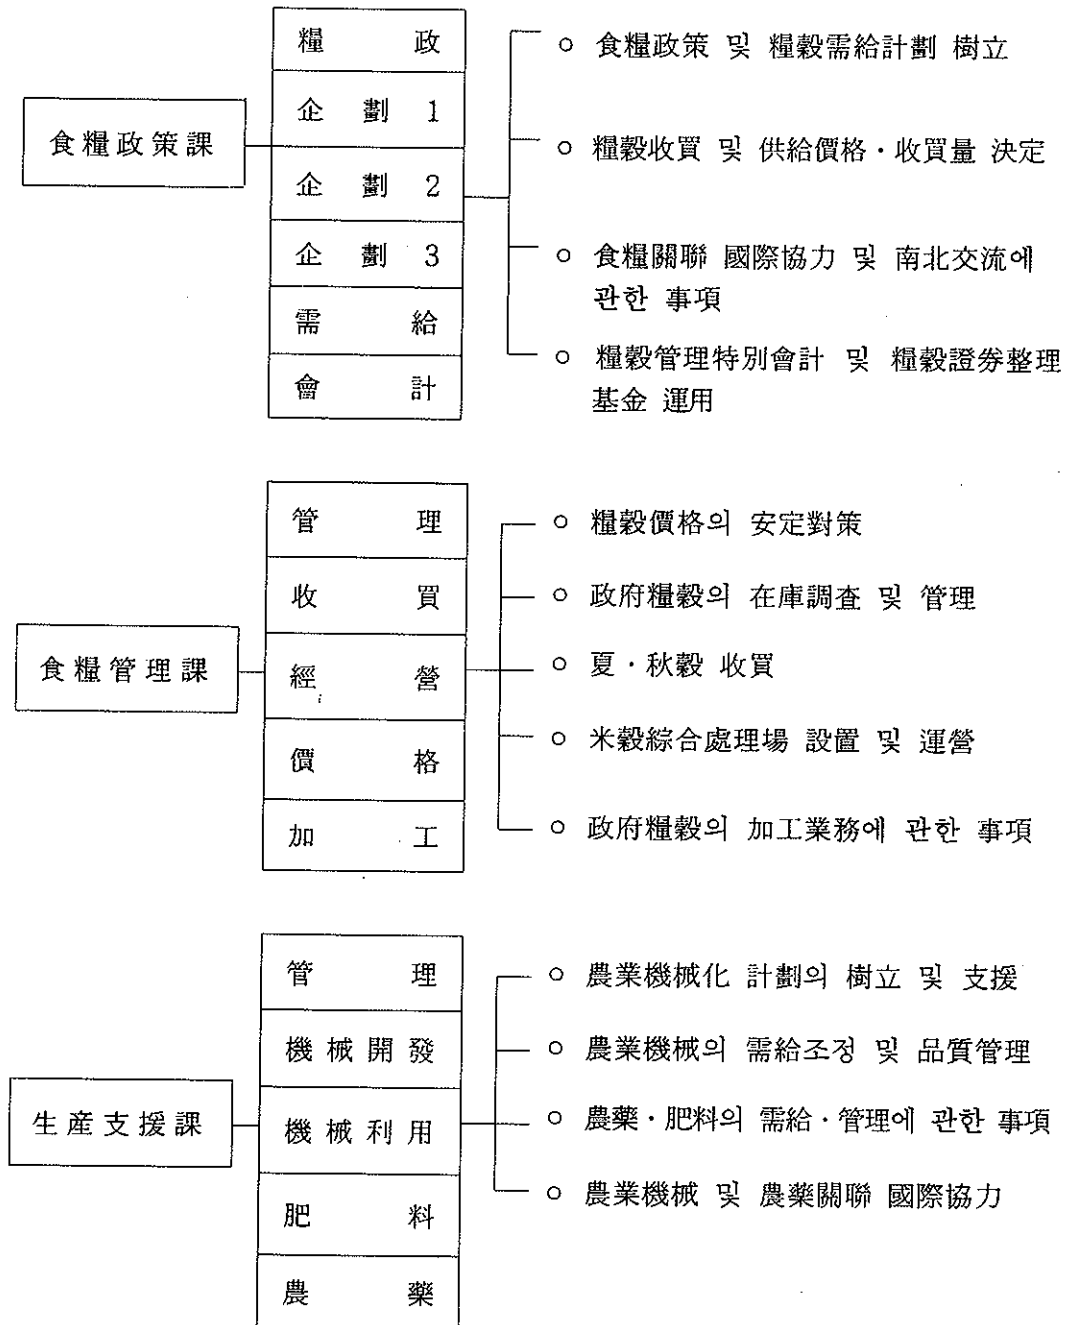 食糧政策課
糧 政
企 劃 1
企 劃 2
企 劃 3
需 給
會 計
○ 食糧政策 및 糧穀需給計劃 樹立
○ 糧穀收買 및 供給價格·收買量 決定
○ 食糧關聯 國際協力 및 南北交流에
관한 事項
○ 糧穀管理特別會計 및 糧穀證券整理
基金 運用
食糧管理課
管 理
收 買
經 營
價 格
加 工
○ 糧穀價格의 安定對策
○ 政府糧穀의 在庫調査 및 管理
○ 夏·秋穀 收買
○ 米穀綜合處理場 設置 및 運營
○ 政府糧穀의 加工業務에 관한 事項
生産支援課
管 理
機械開發
機械利用
肥 料
農 藥
○ 農業機械化 計劃의 樹立 및 支援
○ 農業機械의 需給조정 및 品質管理
○ 農藥·肥料의 需給·管理에 관한 事項
○ 農業機械 및 農藥關聯 國際協力